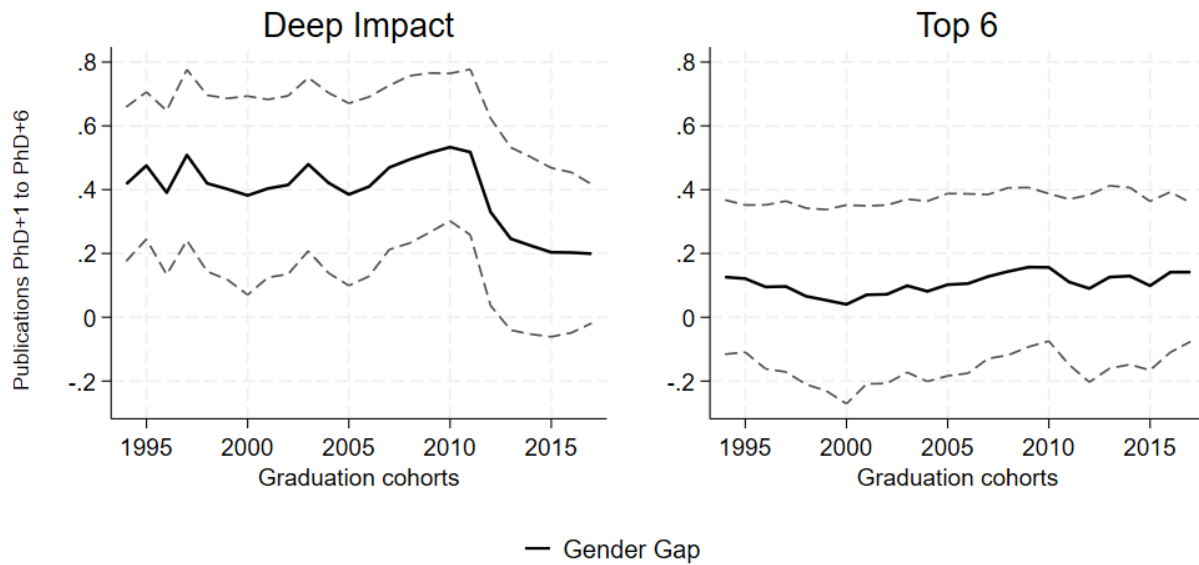 Deep Impact
Top 6
Publications PhD+1 to PhD+6
.8
.6
.4
.2
0
-.2
1995 2000 2005 2010 2015
Graduation cohorts
.8
.6
.4
.2
0
-.2
1995 2000 2005 2010 2015
Graduation cohorts
Gender Gap